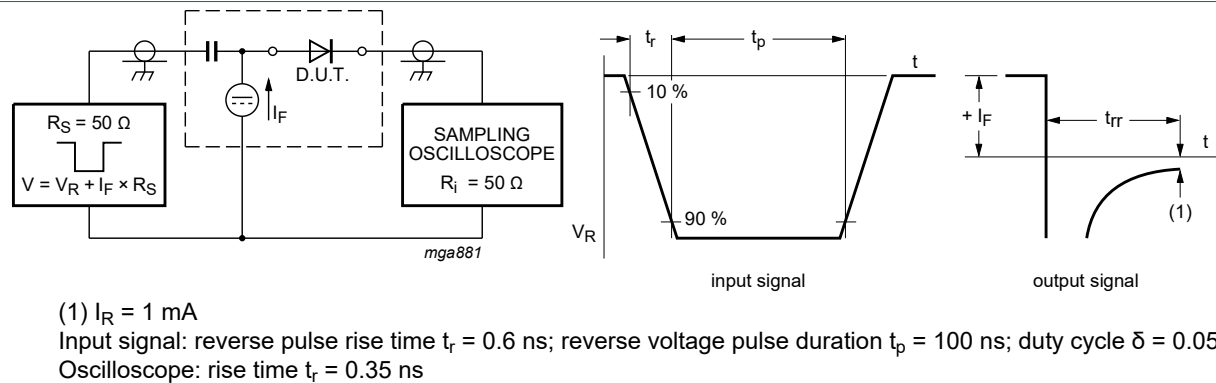 D.U.T.
I_F
R_S = 50 Ω
V = V_R + I_F × R_S
SAMPLING
OSCILLOSCOPE
R_i = 50 Ω
mga881
t_r
t_p
t
10 %
90 %
V_R
input signal
+ I_F
t_rr
t
(1)
output signal
(1) I_R = 1 mA
Input signal: reverse pulse rise time t_r = 0.6 ns; reverse voltage pulse duration t_p = 100 ns; duty cycle δ = 0.05
Oscilloscope: rise time t_r = 0.35 ns